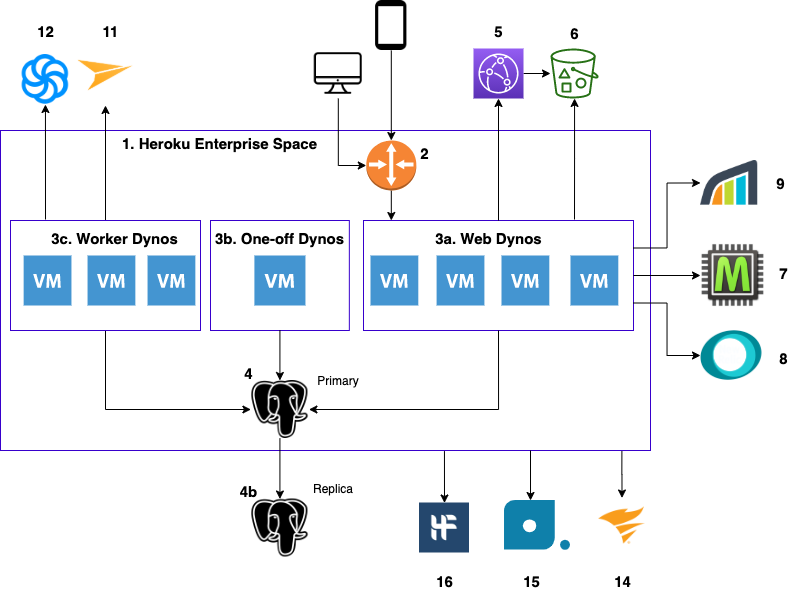 12
11
5
6
1. Heroku Enterprise Space
2
9
3c. Worker Dynos
3b. One-off Dynos
3a. Web Dynos
VM
VM
VM
VM
VM
VM
VM
VM
M
7
8
4
Primary
4b
Replica
HF
16
15
14